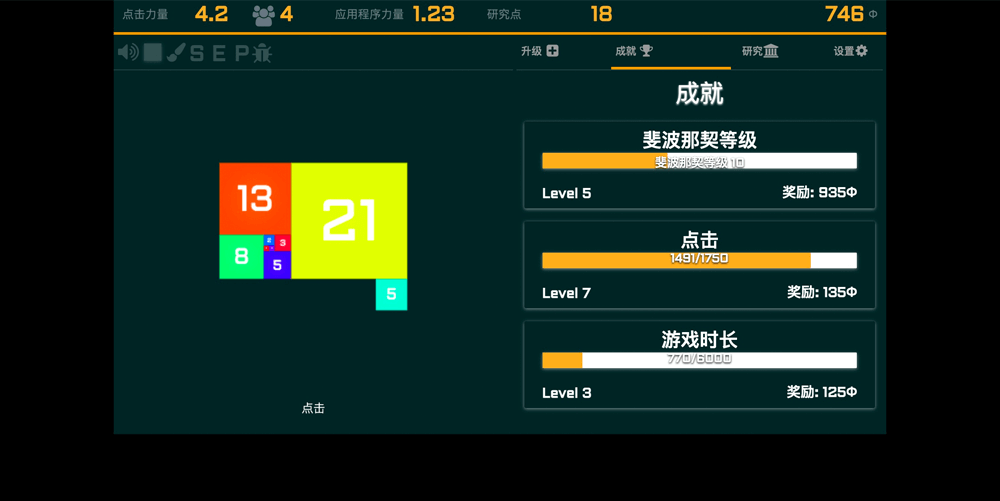 点击力量 4.2 4 应用程序力量 1.23 研究点 18 746 Φ
S E P 升级 成就 研究 设置
成就
斐波那契等级
斐波那契等级 10
Level 5 奖励: 935Φ
点击
1491/1750
Level 7 奖励: 135Φ
游戏时长
770/6000
Level 3 奖励: 125Φ
13
21
8
2
3
5
5
点击